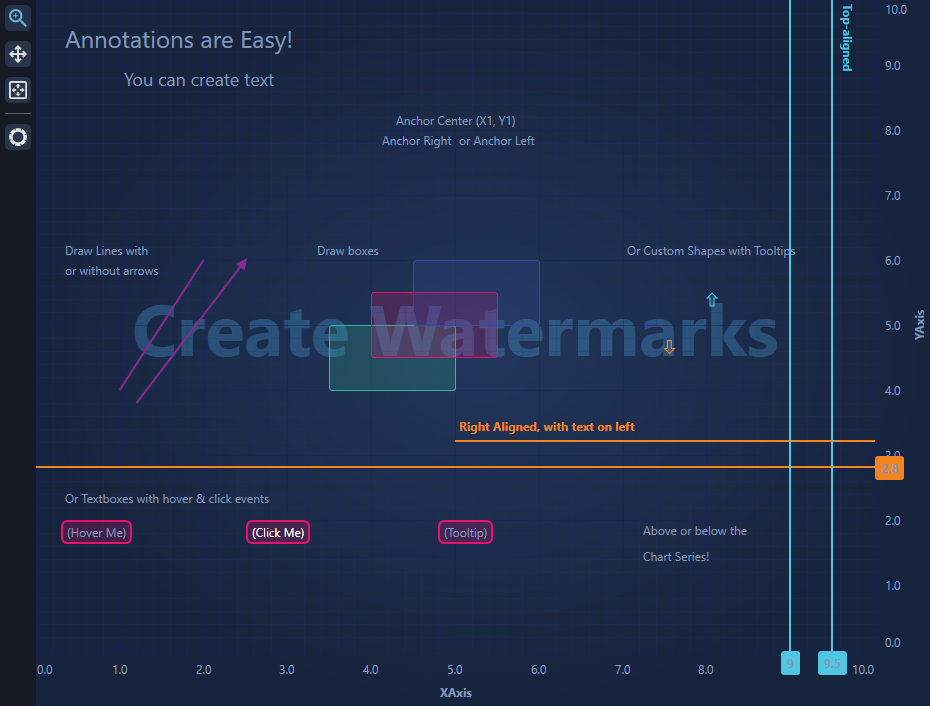 Annotations are Easy!
You can create text
Anchor Center (X1, Y1)
Anchor Right or Anchor Left
Top-aligned
Draw Lines with
or without arrows
Draw boxes
Or Custom Shapes with Tooltips
Create Watermarks
Right Aligned, with text on left
Or Textboxes with hover & click events
(Hover Me)
(Click Me)
(Tooltip)
Above or below the
Chart Series!
10.0
9.0
8.0
7.0
6.0
5.0
4.0
3.0
2.8
2.0
1.0
0.0
YAxis
0.0 1.0 2.0 3.0 4.0 5.0 6.0 7.0 8.0 9 9.5 10.0
XAxis